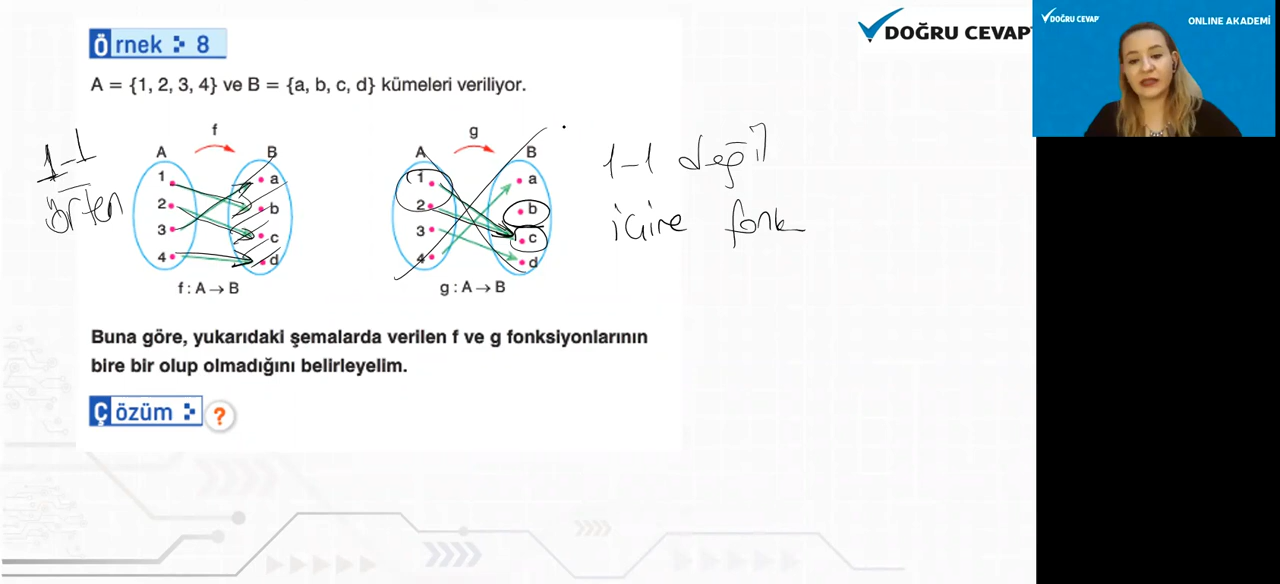 Örnek 8
DOĞRU CEVAP
DOĞRU CEVAP
ONLINE AKADEMİ
A = {1, 2, 3, 4} ve B = {a, b, c, d} kümeleri veriliyor.
1-1
örten
f
A B
1 a
2 b
3 c
4 d
f : A → B
g
A B
1 a
2 b
3 c
4 d
g : A → B
1-1 değil
içine fonk
Buna göre, yukarıdaki şemalarda verilen f ve g fonksiyonlarının
bire bir olup olmadığını belirleyelim.
Çözüm ?